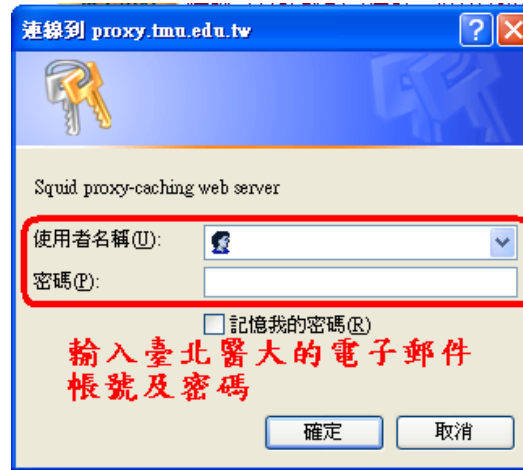 連線到 proxy.tmu.edu.tw
Squid proxy-caching web server
使用者名稱(U):
密碼(P):
記憶我的密碼(R)
輸入臺北醫大的電子郵件
帳號及密碼
確定 取消